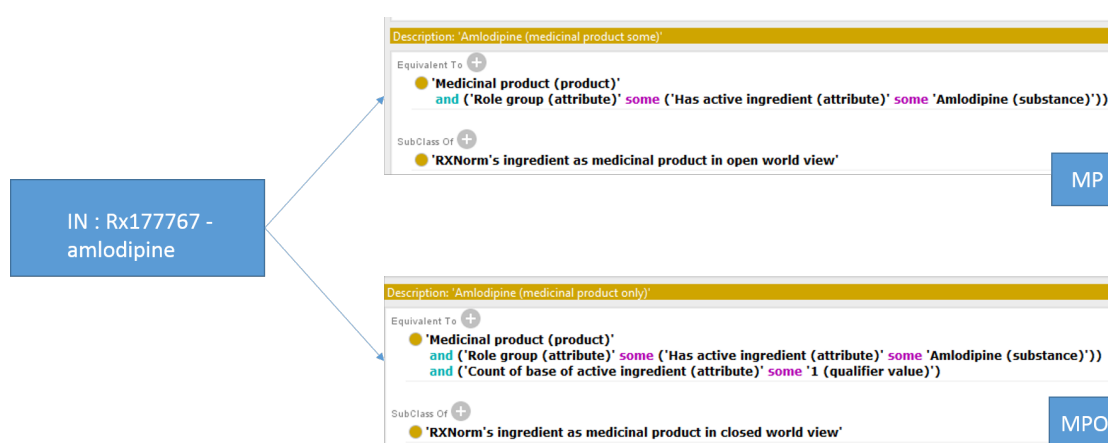 Description: 'Amlodipine (medicinal product some)'
Equivalent To
'Medicinal product (product)'
and ('Role group (attribute)' some ('Has active ingredient (attribute)' some 'Amlodipine (substance)'))
SubClass Of
'RXNorm's ingredient as medicinal product in open world view'
MP
IN : Rx177767 -
amlodipine
Description: 'Amlodipine (medicinal product only)'
Equivalent To
'Medicinal product (product)'
and ('Role group (attribute)' some ('Has active ingredient (attribute)' some 'Amlodipine (substance)'))
and ('Count of base of active ingredient (attribute)' some '1 (qualifier value)')
SubClass Of
'RXNorm's ingredient as medicinal product in closed world view'
MPO